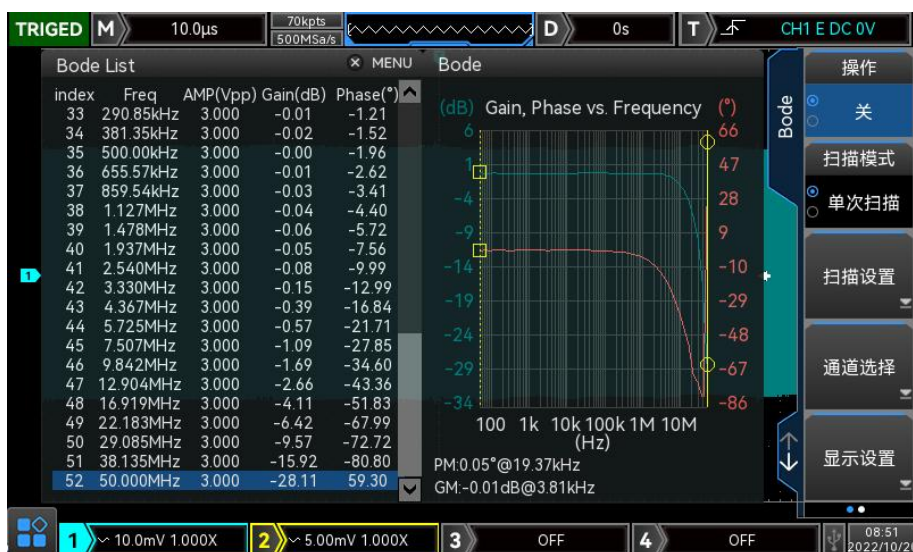 TRIGED M 10.0µs 70kpts 500MSa/s D 0s T CH1 E DC 0V
Bode List × MENU
index Freq AMP(Vpp) Gain(dB) Phase(°)
33 290.85kHz 3.000 -0.01 -1.21
34 381.35kHz 3.000 -0.02 -1.52
35 500.00kHz 3.000 -0.00 -1.96
36 655.57kHz 3.000 -0.01 -2.62
37 859.54kHz 3.000 -0.03 -3.41
38 1.127MHz 3.000 -0.04 -4.40
39 1.478MHz 3.000 -0.06 -5.72
40 1.937MHz 3.000 -0.05 -7.56
41 2.540MHz 3.000 -0.08 -9.99
42 3.330MHz 3.000 -0.15 -12.99
43 4.367MHz 3.000 -0.39 -16.84
44 5.725MHz 3.000 -0.57 -21.71
45 7.507MHz 3.000 -1.09 -27.85
46 9.842MHz 3.000 -1.69 -34.60
47 12.904MHz 3.000 -2.66 -43.36
48 16.919MHz 3.000 -4.11 -51.83
49 22.183MHz 3.000 -6.42 -67.99
50 29.085MHz 3.000 -9.57 -72.72
51 38.135MHz 3.000 -15.92 -80.80
52 50.000MHz 3.000 -28.11 59.30
1
Bode
(dB) Gain, Phase vs. Frequency (°)
6 66
1 47
-4 28
-9 9
-14 -10
-19 -29
-24 -48
-29 -67
-34 -86
100 1k 10k 100k 1M 10M
(Hz)
PM:0.05°@19.37kHz
GM:-0.01dB@3.81kHz
Bode
操作
关
扫描模式
单次扫描
扫描设置
通道选择
显示设置
1 10.0mV 1.000X 2 5.00mV 1.000X 3 OFF 4 OFF
08:51